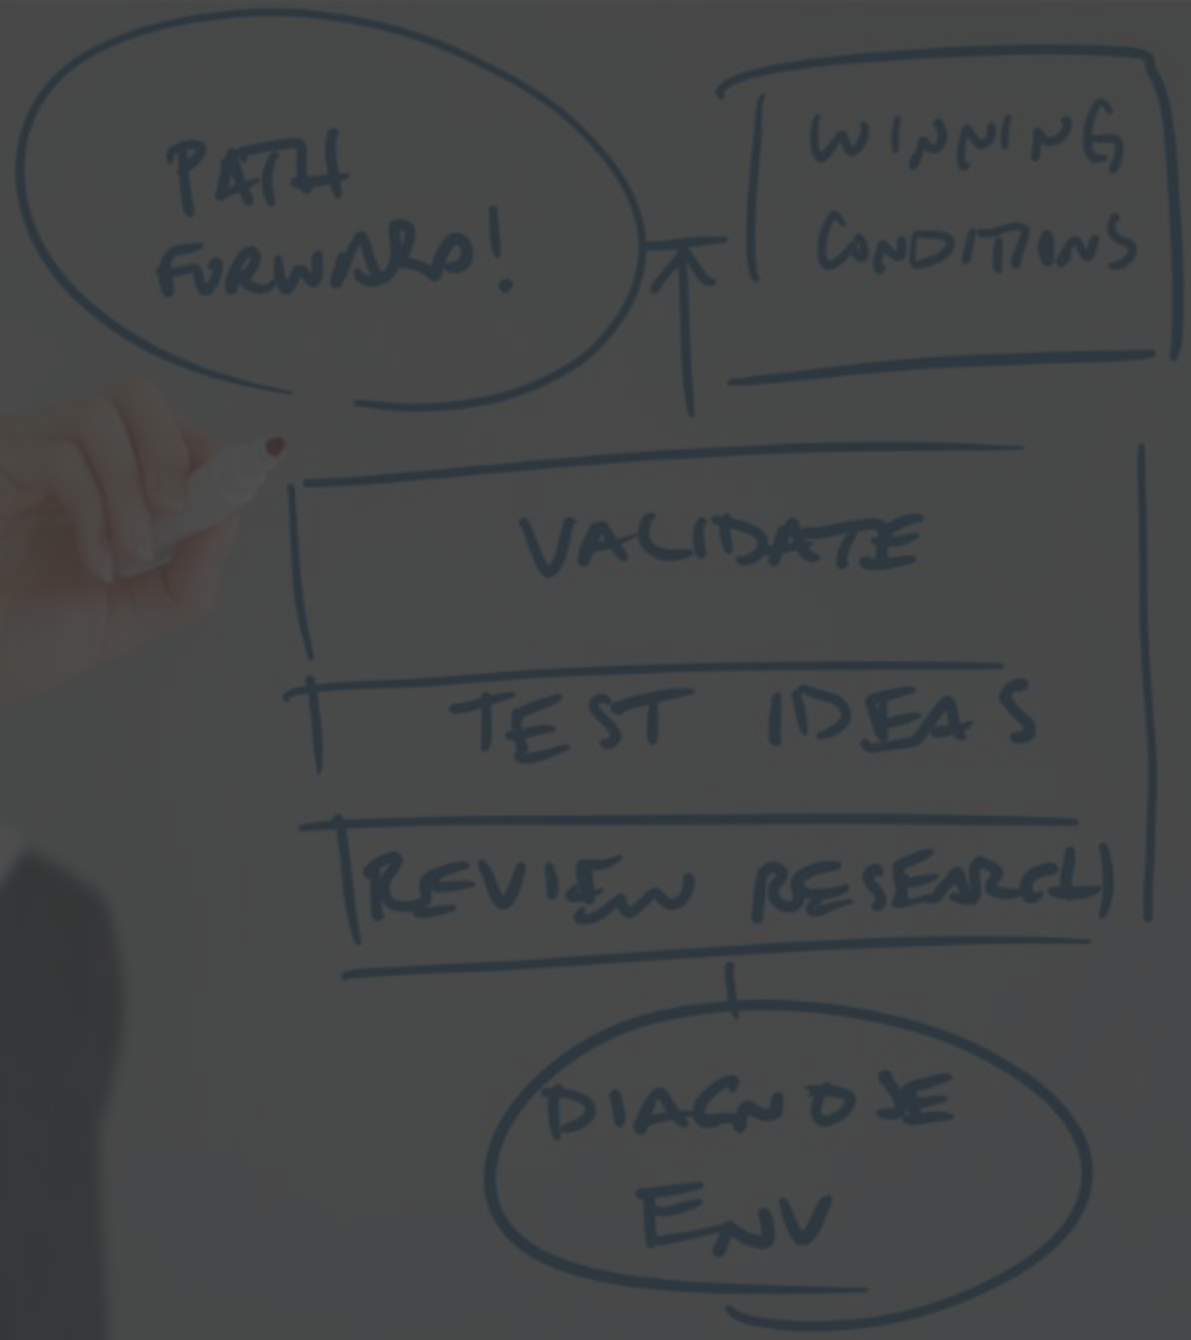 PATH
FORWARD!
WINNING
CONDITIONS
VALIDATE
TEST IDEAS
REVIEW RESEARCH
DIAGNOSE
ENV